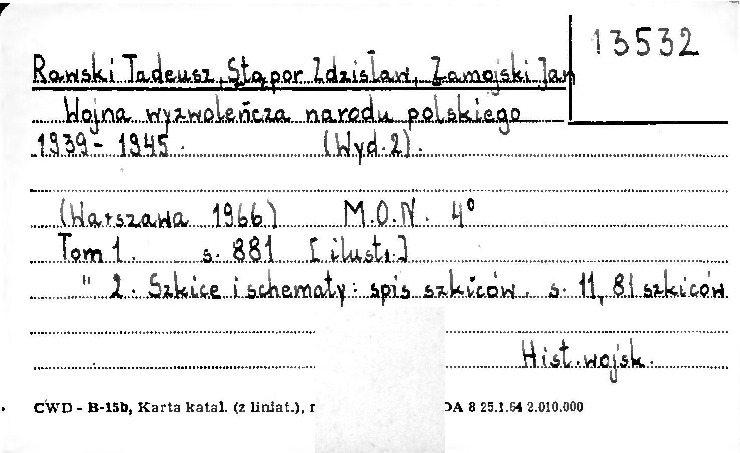 13532
Rawski Tadeusz, Stąpor Zdzisław, Zamojski Jan
Wojna wyzwoleńcza narodu polskiego
1939 - 1945. (Wyd. 2).
(Warszawa 1966) M.O.N. 4°
Tom 1. s. 881 [ilustr.]
" 2. Szkice i schematy: spis szkiców. s. 11, 81 szkiców
Hist. wojsk.
CWD - B-15b, Karta katal. (z liniat.), DA 8 25.1.64 2.010.000